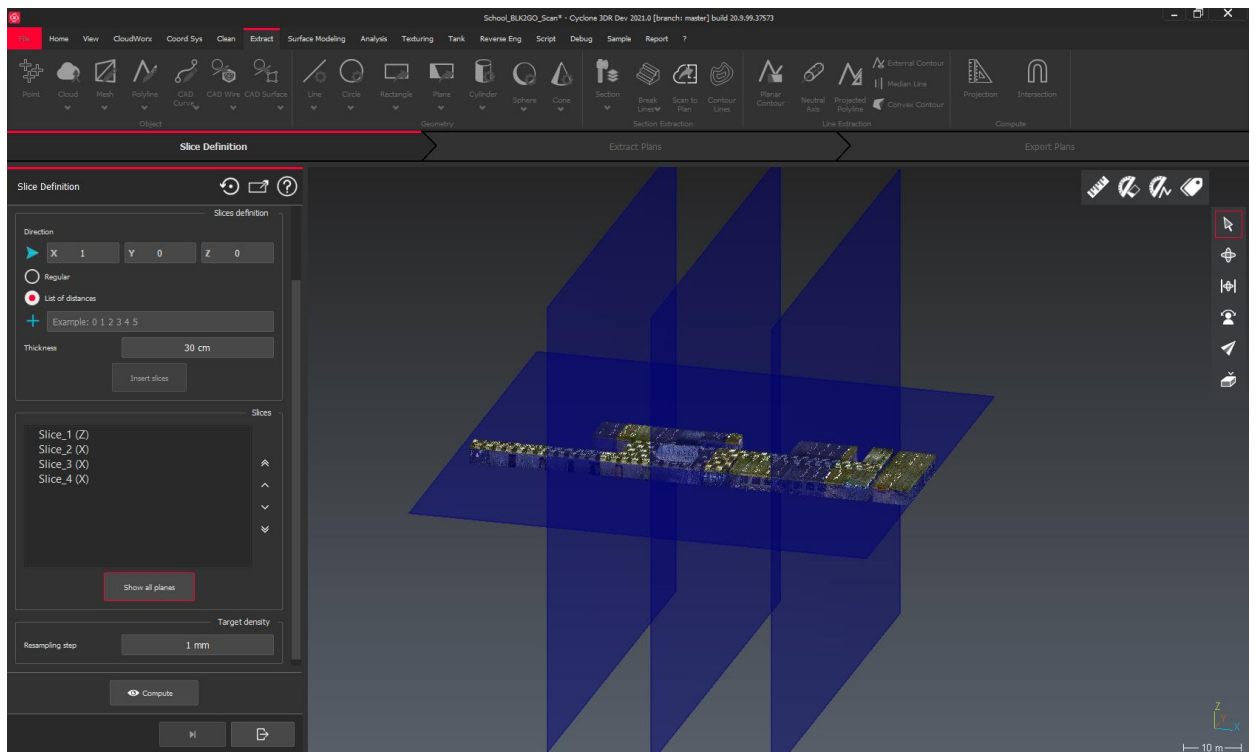 School_BLK2GO_Scan* - Cyclone 3DR Dev 2021.0 [branch: master] build 20.9.99.37573
File Home View CloudWorx Coord Sys Clean Extract Surface Modeling Analysis Texturing Tank Reverse Eng Script Debug Sample Report ?
Point Cloud Mesh Polyline CAD Curve CAD Wire CAD Surface
Object
Line Circle Rectangle Plane Cylinder Sphere Cone
Geometry
Section Break Lines Scan to Plan Contour Lines
Section Extraction
Planar Contour Neutral Axis Projected Polyline
External Contour
Median Line
Convex Contour
Line Extraction
Projection Intersection
Compute
Slice Definition Extract Plans Export Plans
Slice Definition
Slices definition
Direction
X 1 Y 0 Z 0
Regular
List of distances
Example: 0 1 2 3 4 5
Thickness 30 cm
Insert slices
Slices
Slice_1 (Z)
Slice_2 (X)
Slice_3 (X)
Slice_4 (X)
Show all planes
Target density
Resampling step 1 mm
Compute
Z
Y
X
10 m